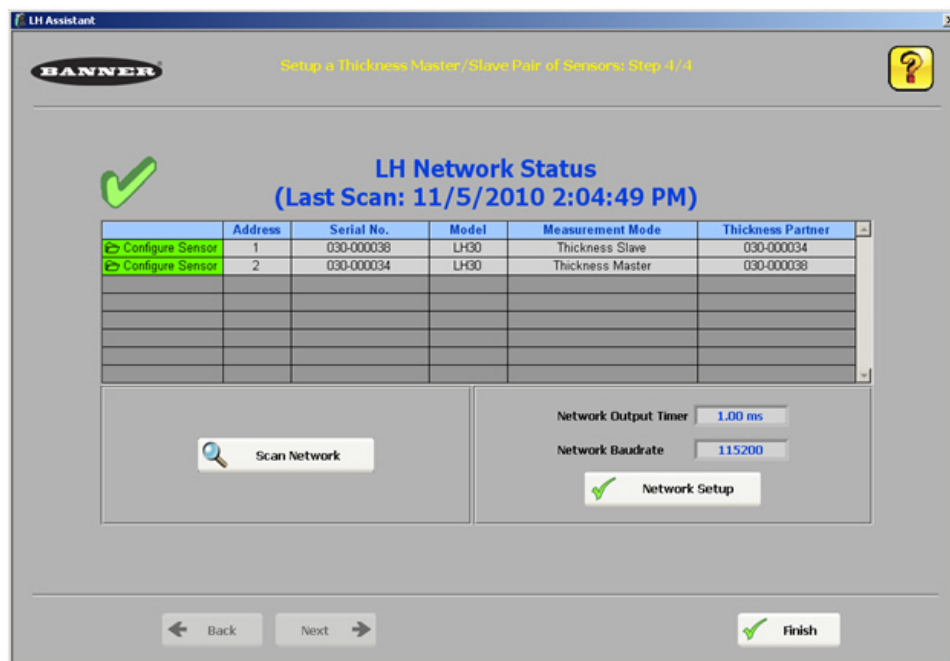 LH Assistant
BANNER
Setup a Thickness Master/Slave Pair of Sensors: Step 4/4
?
LH Network Status
(Last Scan: 11/5/2010 2:04:49 PM)
Address Serial No. Model Measurement Mode Thickness Partner
Configure Sensor 1 030-000038 LH30 Thickness Slave 030-000034
Configure Sensor 2 030-000034 LH30 Thickness Master 030-000038
Network Output Timer 1.00 ms
Scan Network
Network Baudrate 115200
Network Setup
Back Next Finish